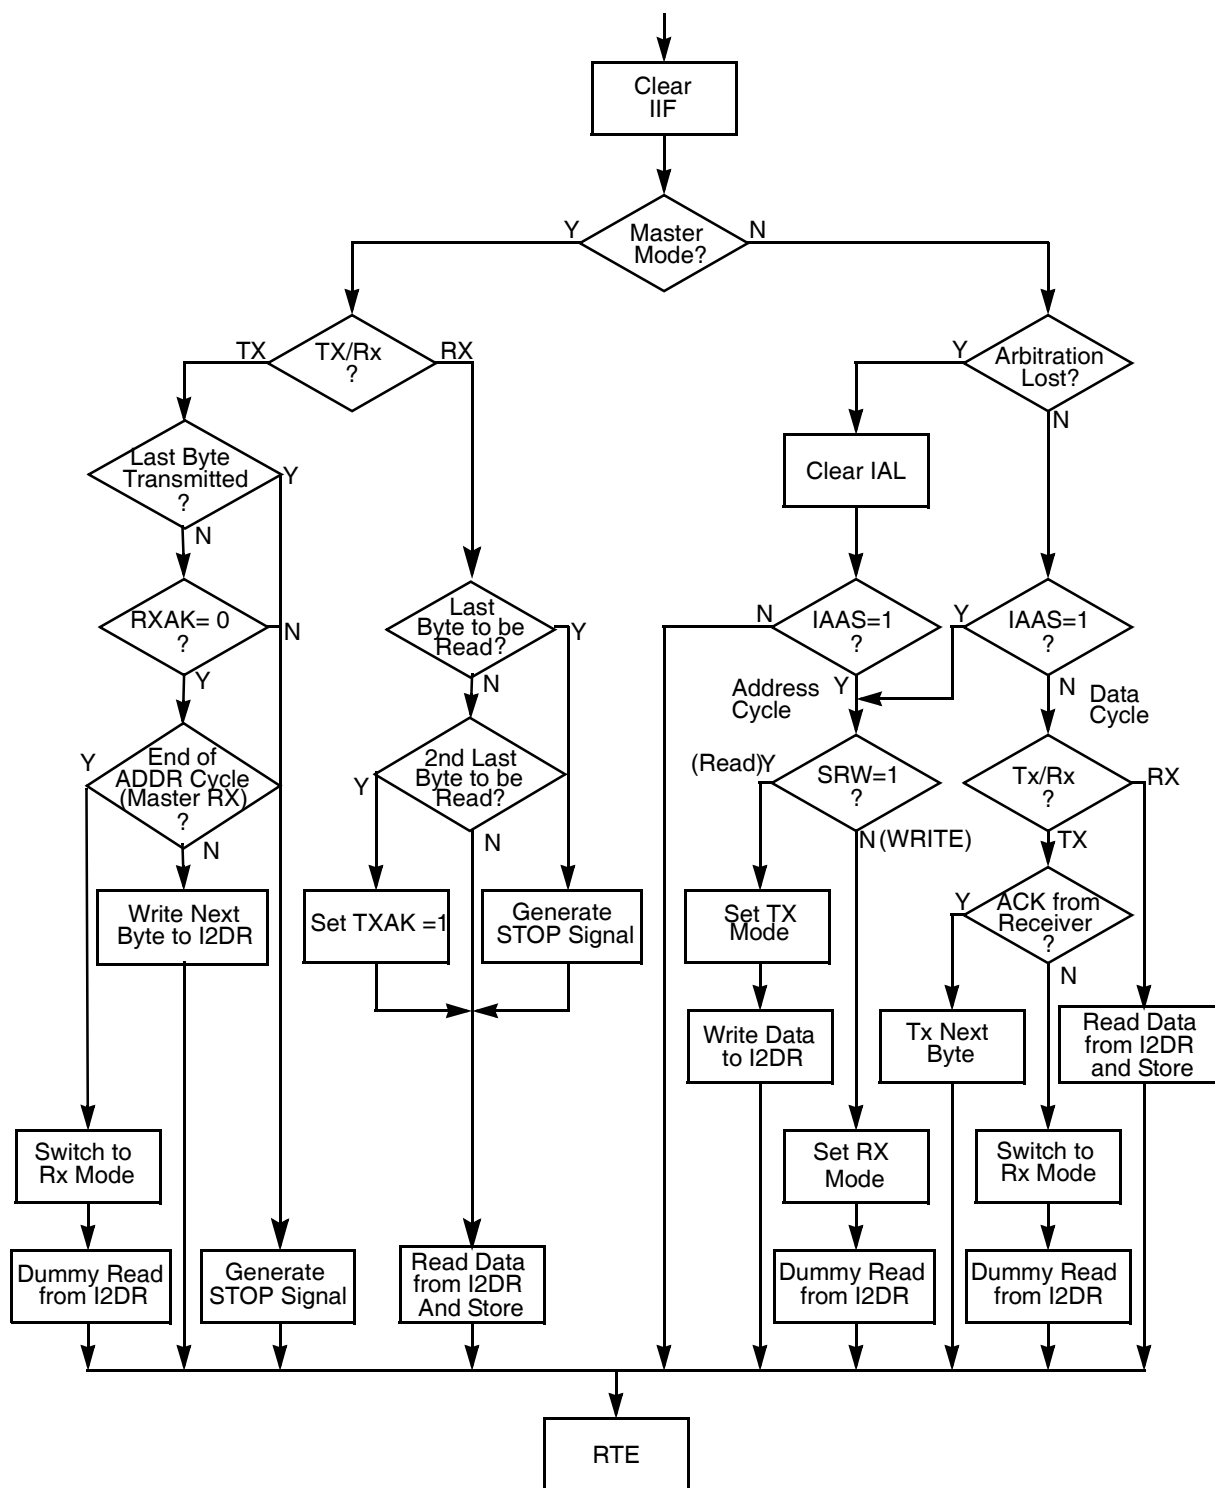 Clear
IIF
Y
Master
Mode?
N
TX
TX/Rx
?
RX
Y
Arbitration
Lost?
N
Last Byte
Transmitted
?
Y
N
Clear IAL
RXAK= 0
?
N
Y
Last
Byte to be
Read?
Y
N
N
IAAS=1
?
Y
Address
Cycle
Y
IAAS=1
?
N
Data
Cycle
Y
End of
ADDR Cycle
(Master RX)
?
N
2nd Last
Byte to be
Read?
Y
N
(Read)Y
SRW=1
?
N(WRITE)
Tx/Rx
?
RX
TX
Write Next
Byte to I2DR
Set TXAK =1
Generate
STOP Signal
Set TX
Mode
Y
ACK from
Receiver
?
N
Write Data
to I2DR
Tx Next
Byte
Read Data
from I2DR
and Store
Switch to
Rx Mode
Set RX
Mode
Switch to
Rx Mode
Dummy Read
from I2DR
Generate
STOP Signal
Read Data
from I2DR
And Store
Dummy Read
from I2DR
Dummy Read
from I2DR
RTE